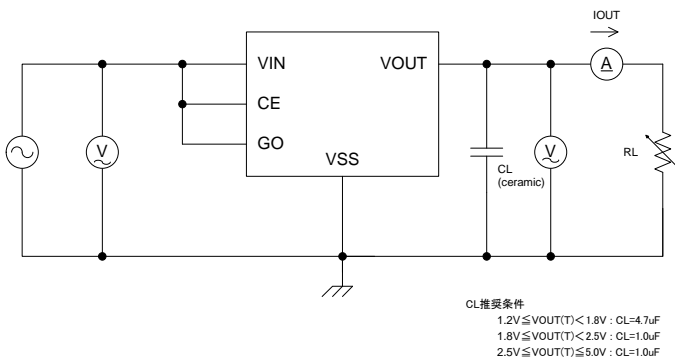 IOUT
A
VIN
VOUT
CE
GO
VSS
V
V
CL
(ceramic)
RL
CL推奨条件
1.2V≦VOUT(T)<1.8V : CL=4.7uF
1.8V≦VOUT(T)<2.5V : CL=1.0uF
2.5V≦VOUT(T)≦5.0V : CL=1.0uF